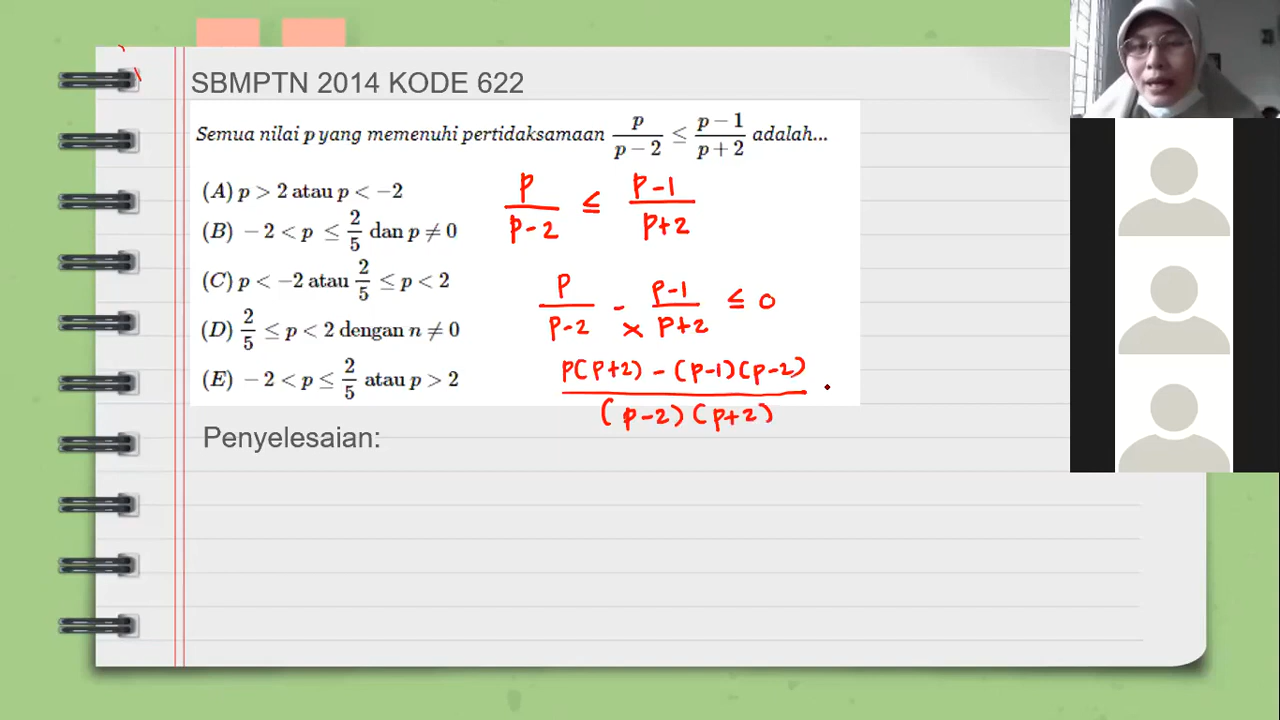 SBMPTN 2014 KODE 622
Semua nilai p yang memenuhi pertidaksamaan p/(p − 2) ≤ (p − 1)/(p + 2) adalah...
(A) p > 2 atau p < −2
(B) − 2 < p ≤ 2/5 dan p ≠ 0
(C) p < −2 atau 2/5 ≤ p < 2
(D) 2/5 ≤ p < 2 dengan n ≠ 0
(E) − 2 < p ≤ 2/5 atau p > 2
p/(p-2) ≤ (p-1)/(p+2)
p/(p-2) - (p-1)/(p+2) ≤ 0
×
(p(p+2) - (p-1)(p-2))/((p-2)(p+2))
Penyelesaian: